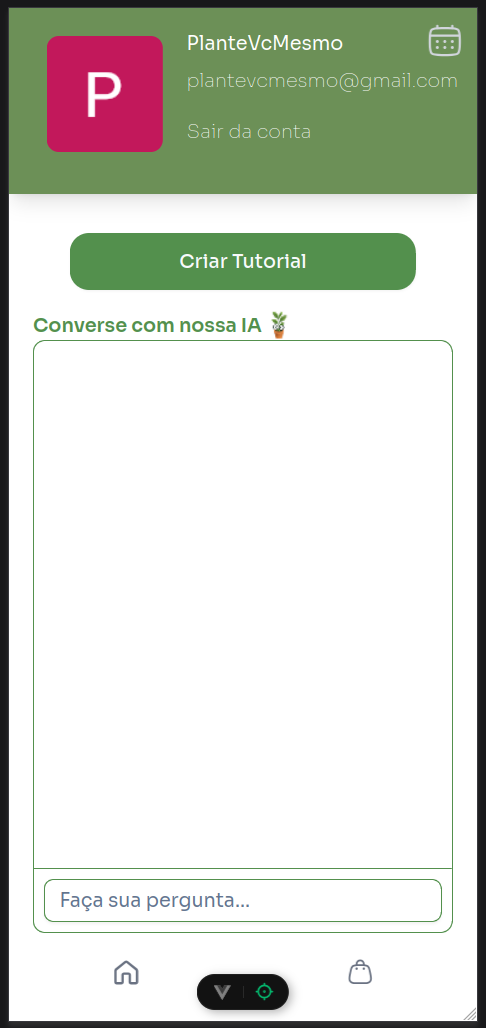 P
PlanteVcMesmo
plantevcmesmo@gmail.com
Sair da conta
Criar Tutorial
Converse com nossa IA 🪴
Faça sua pergunta...